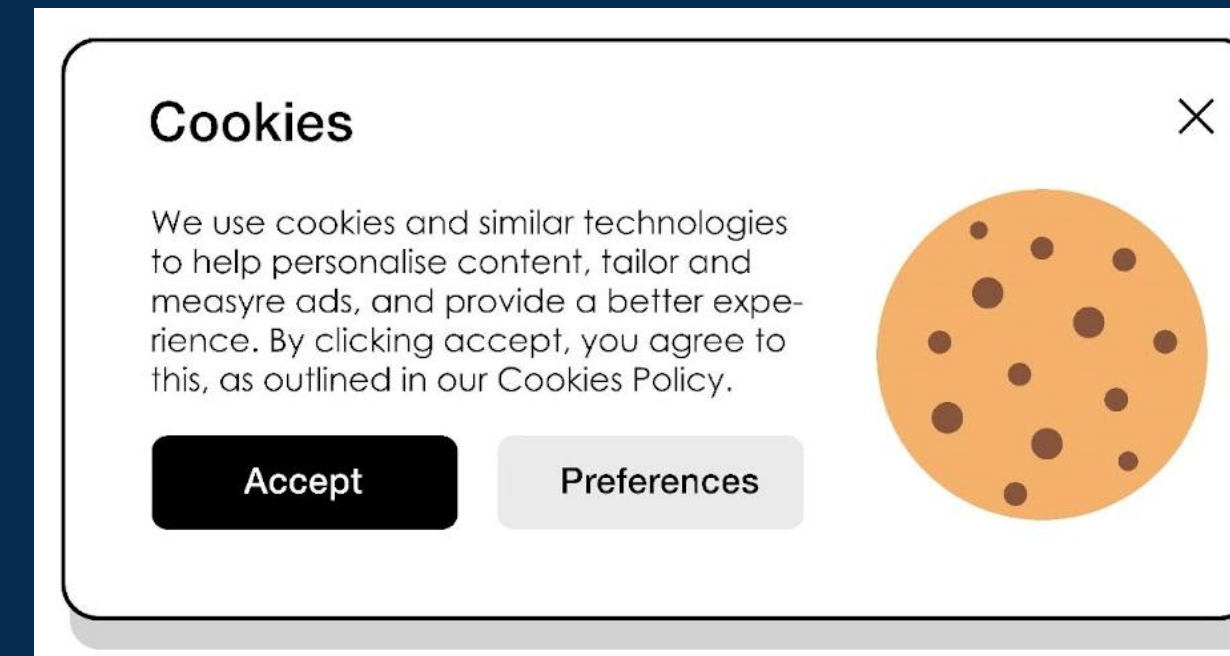 Cookies
We use cookies and similar technologies
to help personalise content, tailor and
measyre ads, and provide a better expe-
rience. By clicking accept, you agree to
this, as outlined in our Cookies Policy.
Accept
Preferences